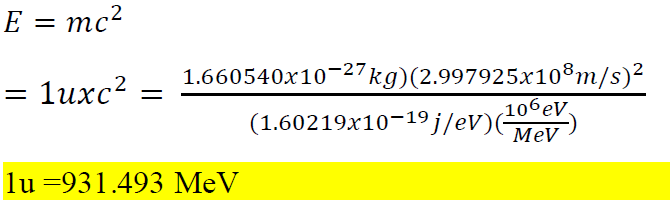 E = mc²
= 1uxc² = 1.660540x10⁻²⁷kg)(2.997925x10⁸m/s)² / (1.60219x10⁻¹⁹j/eV)(10⁶eV/MeV)
1u =931.493 MeV